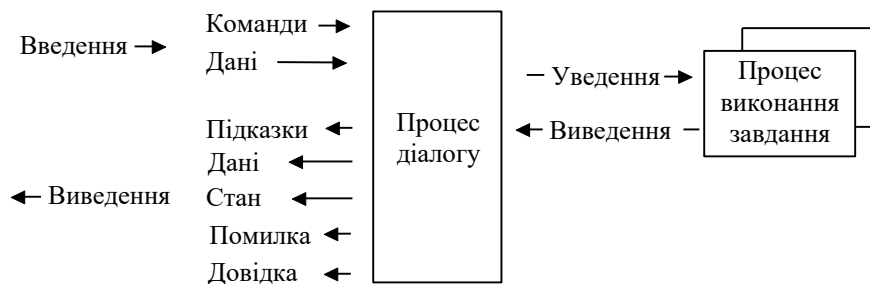 Введення
Команди
Дані
Підказки
Дані
Стан
Помилка
Довідка
Виведення
Процес
діалогу
Уведення
Виведення
Процес
виконання
завдання